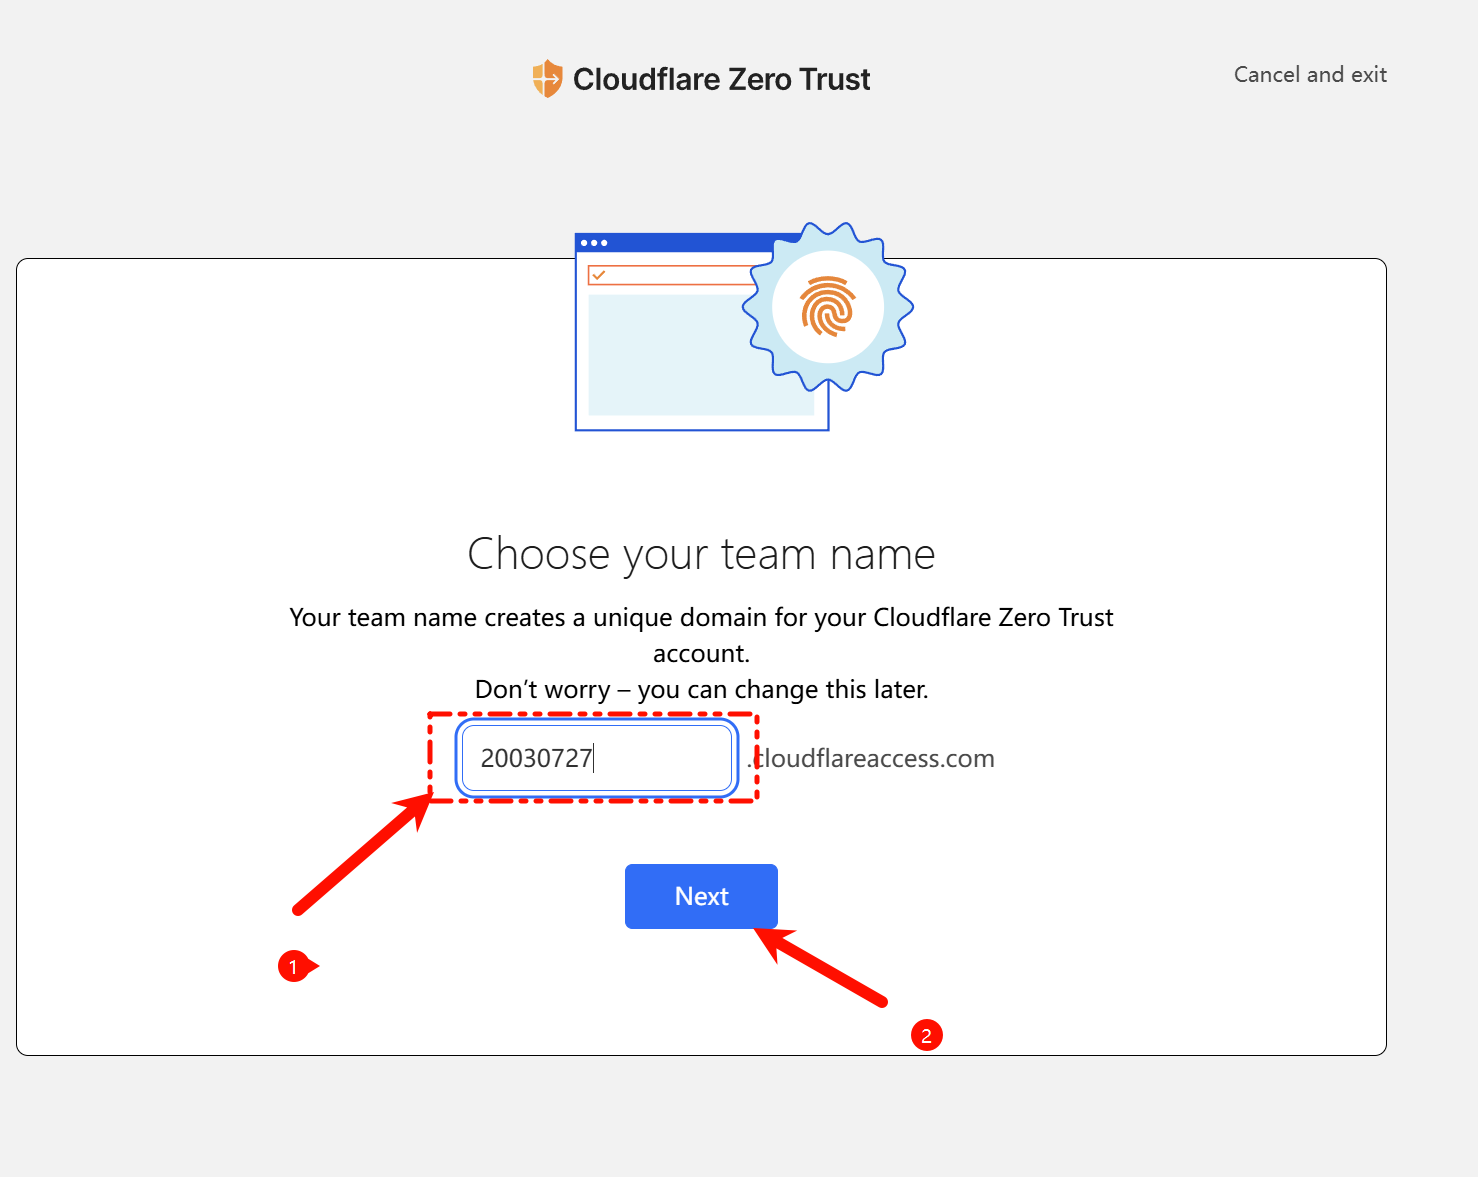 Cloudflare Zero Trust
Cancel and exit
Choose your team name
Your team name creates a unique domain for your Cloudflare Zero Trust
account.
Don’t worry – you can change this later.
20030727 .cloudflareaccess.com
Next
1
2